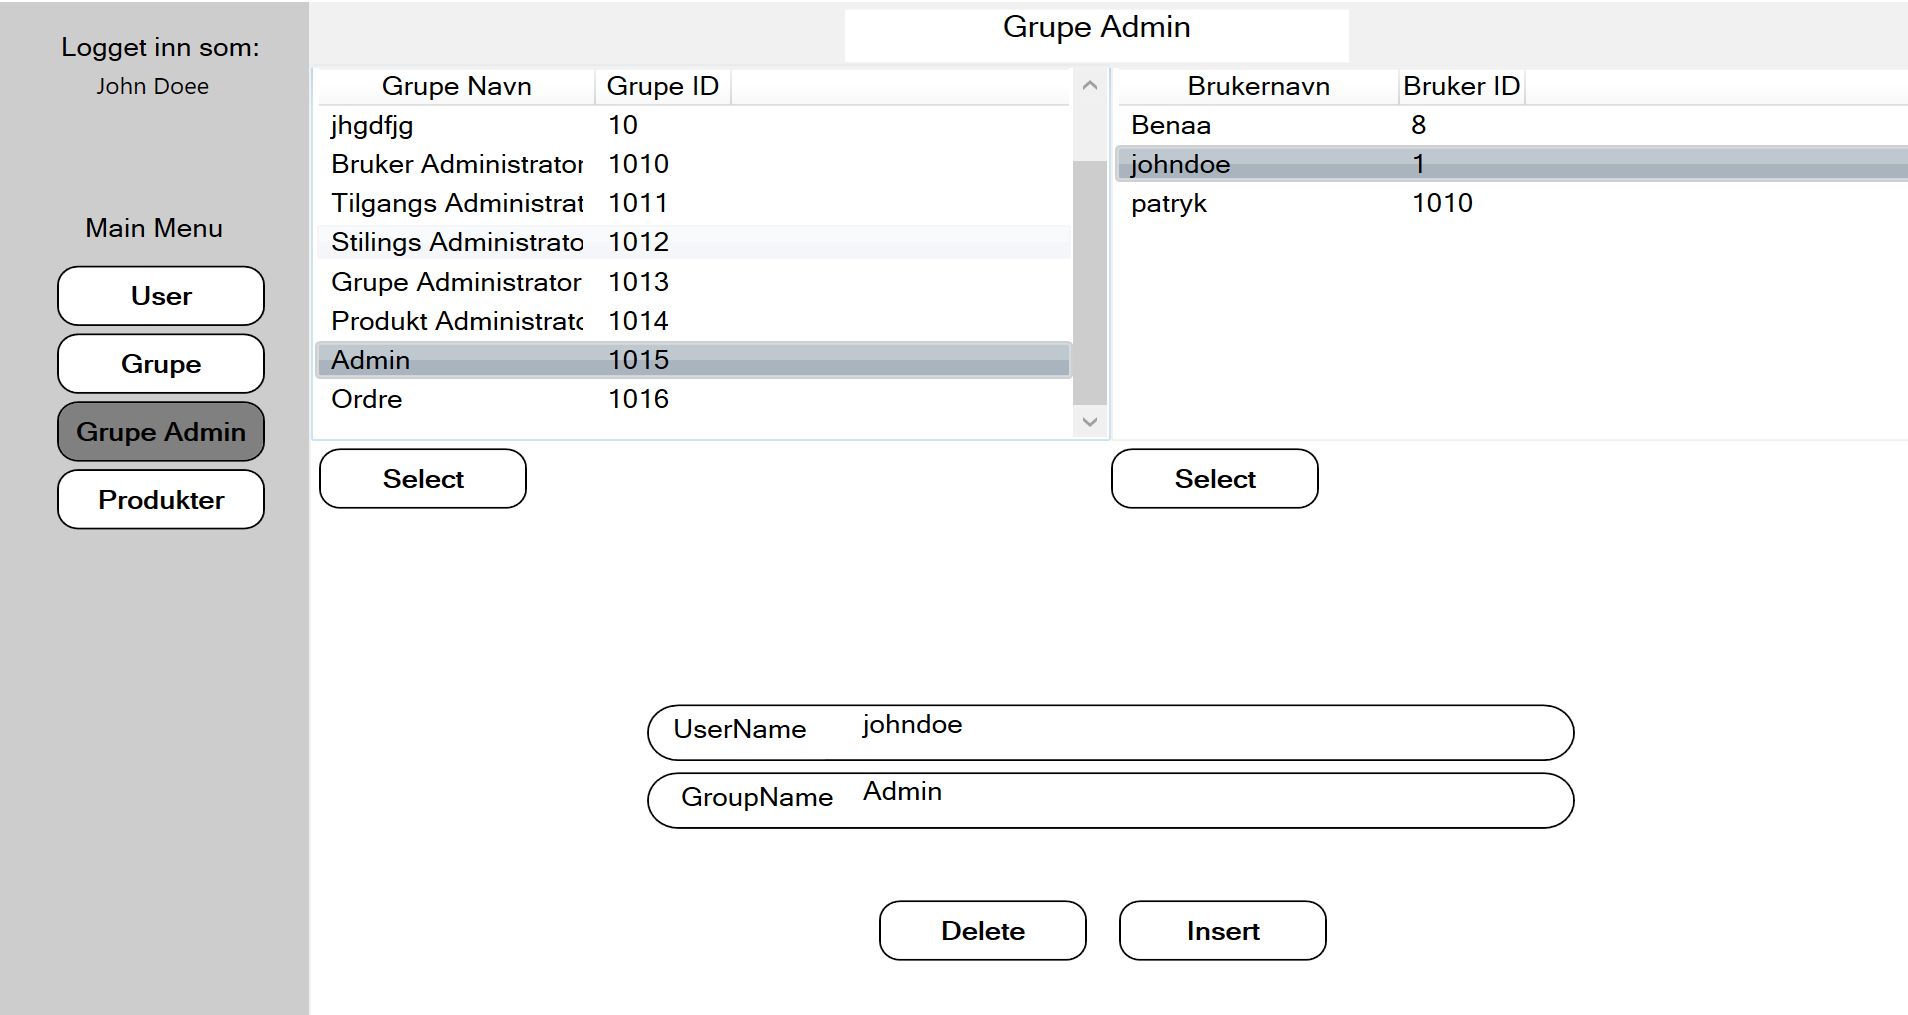 Logget inn som:
John Doee
Main Menu
User
Grupe
Grupe Admin
Produkter
Grupe Admin
Grupe Navn Grupe ID
jhgdfjg 10
Bruker Administrator 1010
Tilgangs Administrat 1011
Stilings Administrato 1012
Grupe Administrator 1013
Produkt Administrato 1014
Admin 1015
Ordre 1016
Select
Brukernavn Bruker ID
Benaa 8
johndoe 1
patryk 1010
Select
UserName johndoe
GroupName Admin
Delete Insert